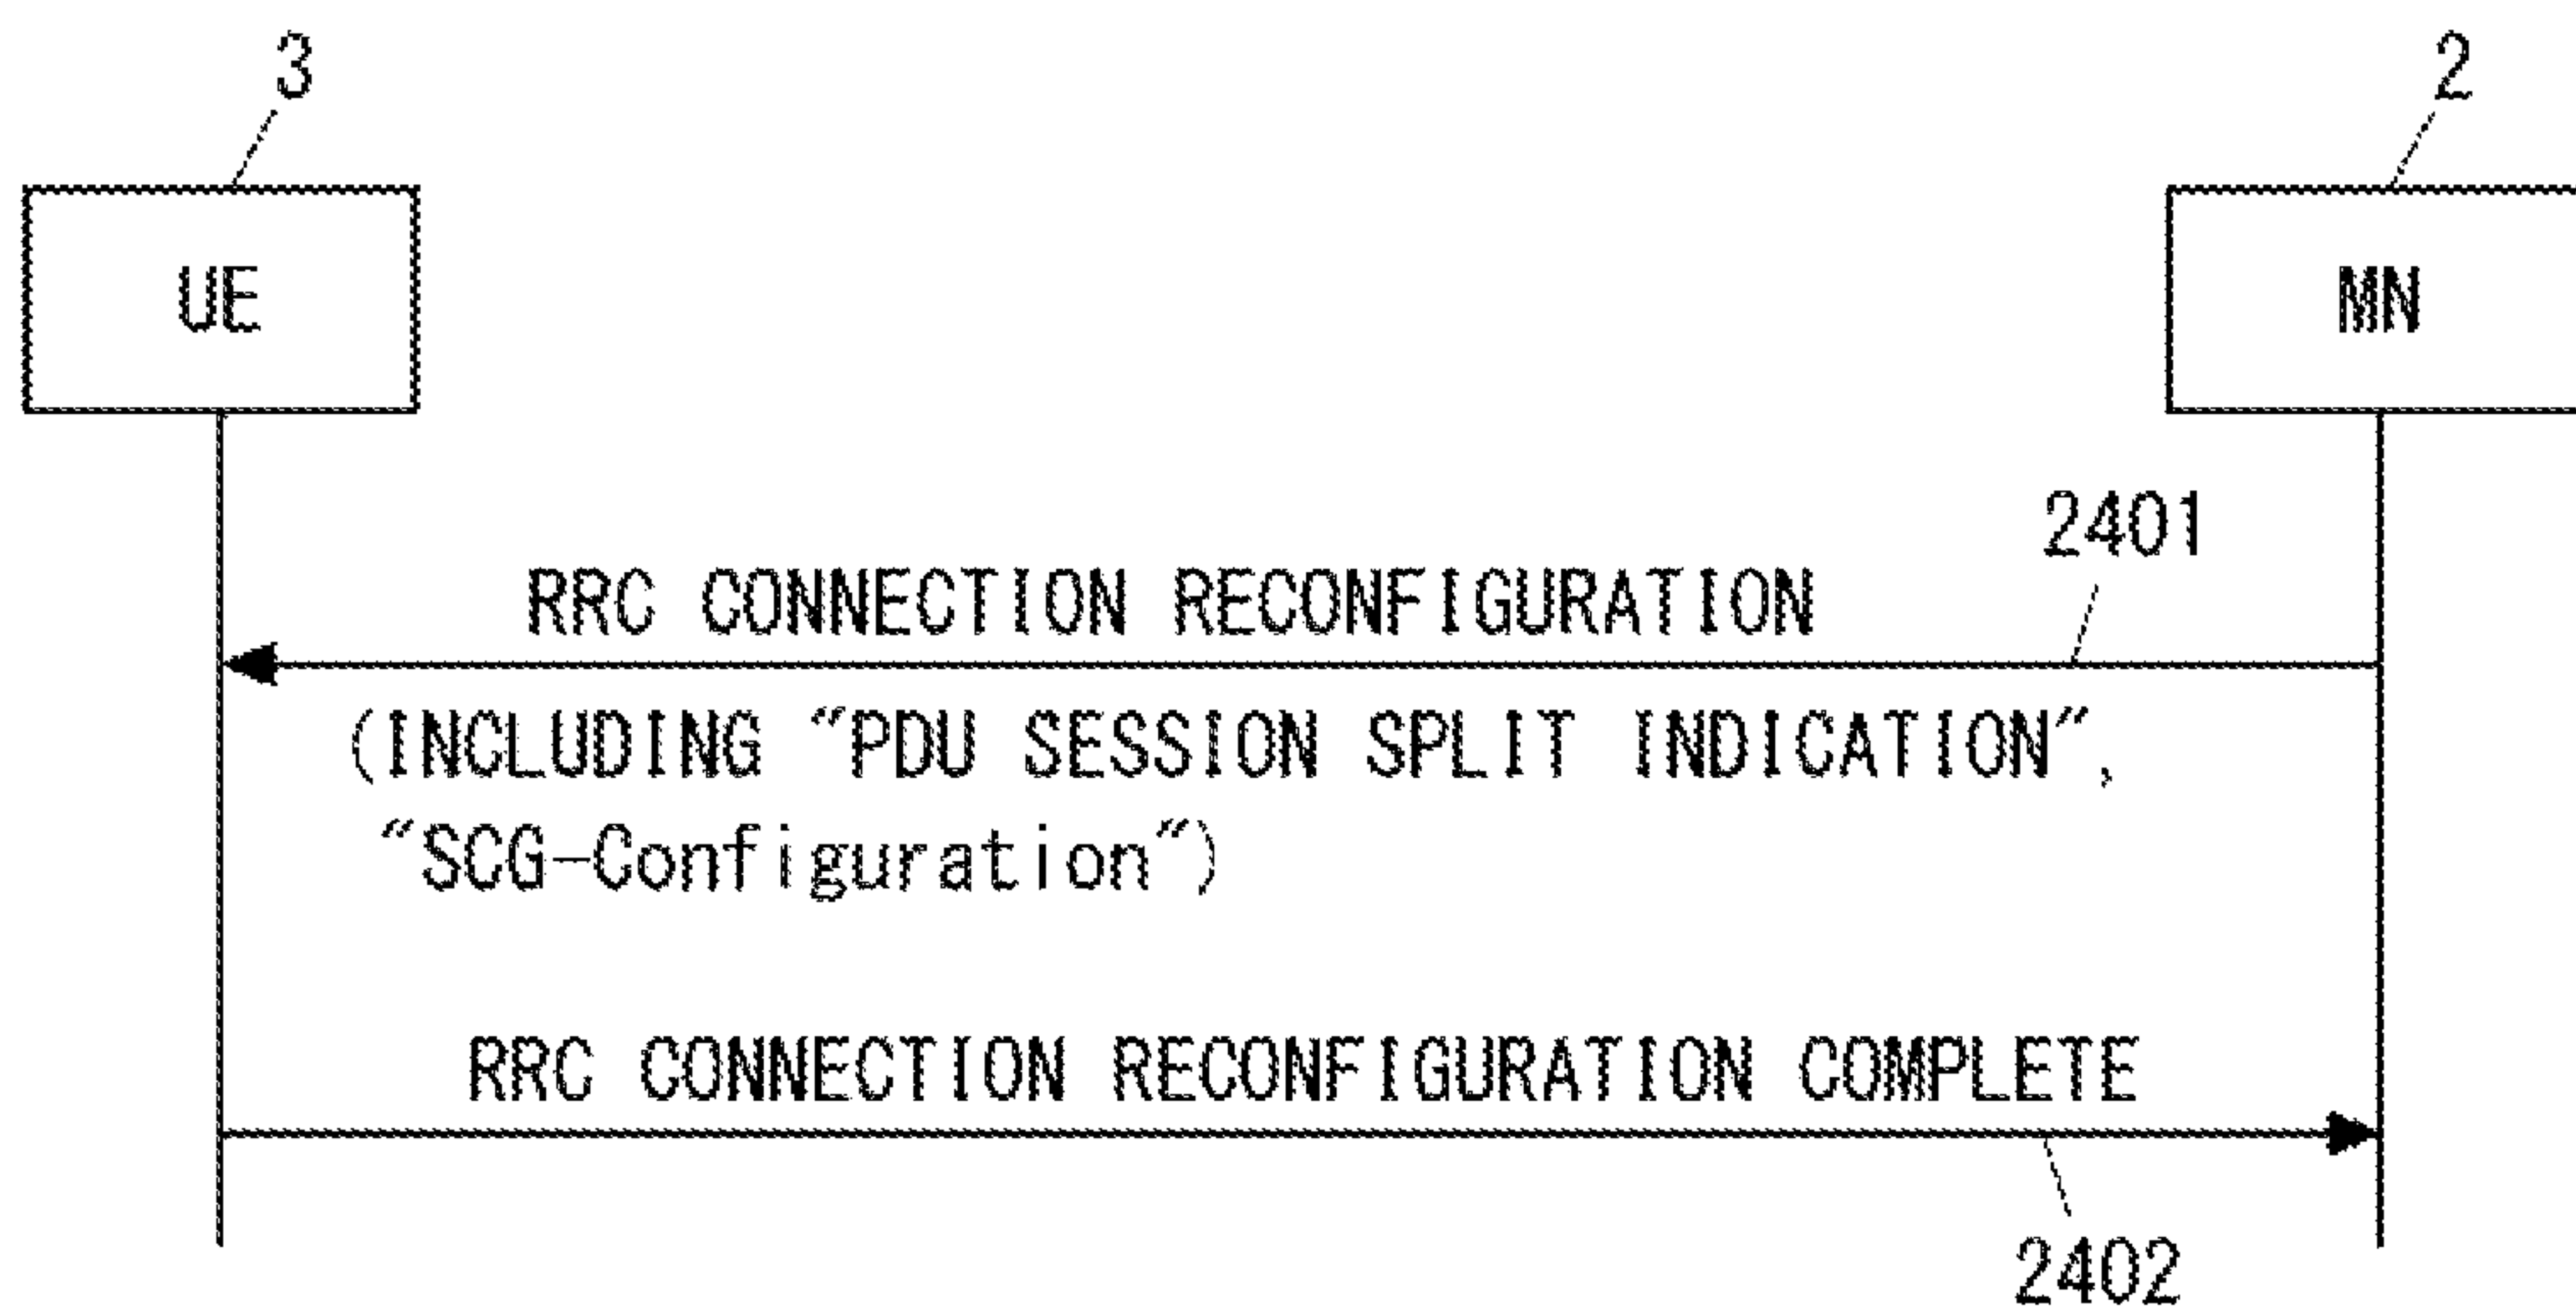 3
2
UE
MN
2401
RRC CONNECTION RECONFIGURATION
(INCLUDING "PDU SESSION SPLIT INDICATION",
"SCG-Configuration")
RRC CONNECTION RECONFIGURATION COMPLETE
2402